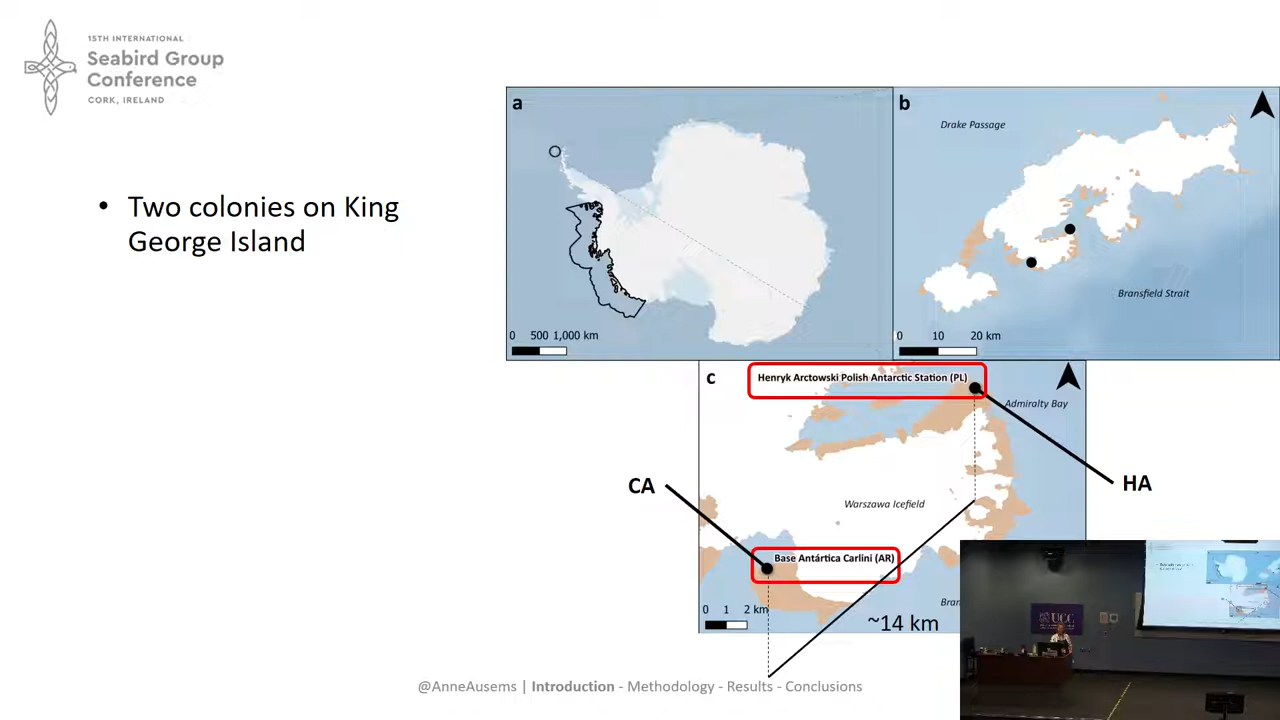 15TH INTERNATIONAL
Seabird Group
Conference
CORK, IRELAND
• Two colonies on King
George Island
a
0 500 1,000 km
b
Drake Passage
Bransfield Strait
0 10 20 km
c
Henryk Arctowski Polish Antarctic Station (PL)
Admiralty Bay
CA
HA
Warszawa Icefield
Base Antártica Carlini (AR)
0 1 2 km
Bran
~14 km
UCC
@AnneAusems | Introduction - Methodology - Results - Conclusions